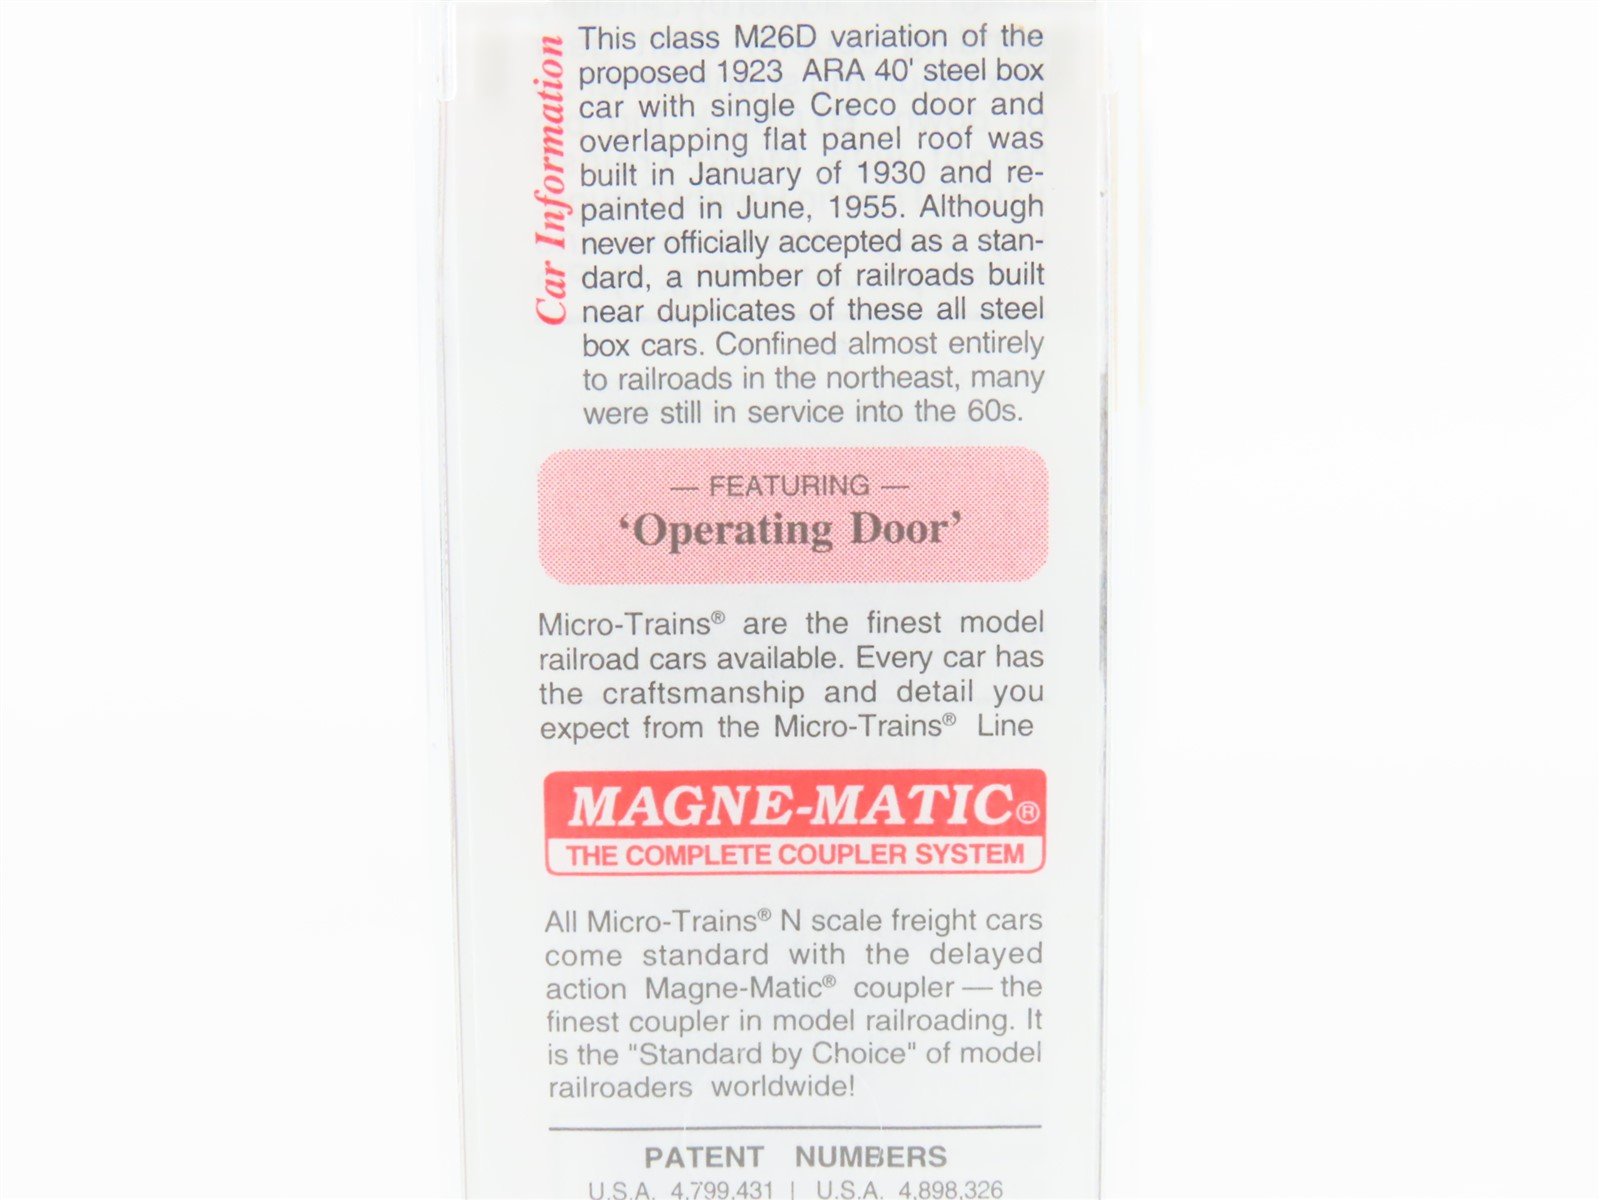 Car Information
This class M26D variation of the
proposed 1923 ARA 40' steel box
car with single Creco door and
overlapping flat panel roof was
built in January of 1930 and re-
painted in June, 1955. Although
never officially accepted as a stan-
dard, a number of railroads built
near duplicates of these all steel
box cars. Confined almost entirely
to railroads in the northeast, many
were still in service into the 60s.
— FEATURING —
‘Operating Door’
Micro-Trains® are the finest model
railroad cars available. Every car has
the craftsmanship and detail you
expect from the Micro-Trains® Line
MAGNE-MATIC®
THE COMPLETE COUPLER SYSTEM
All Micro-Trains® N scale freight cars
come standard with the delayed
action Magne-Matic® coupler — the
finest coupler in model railroading. It
is the "Standard by Choice" of model
railroaders worldwide!
PATENT NUMBERS
U.S.A. 4,799,431 | U.S.A. 4,898,326